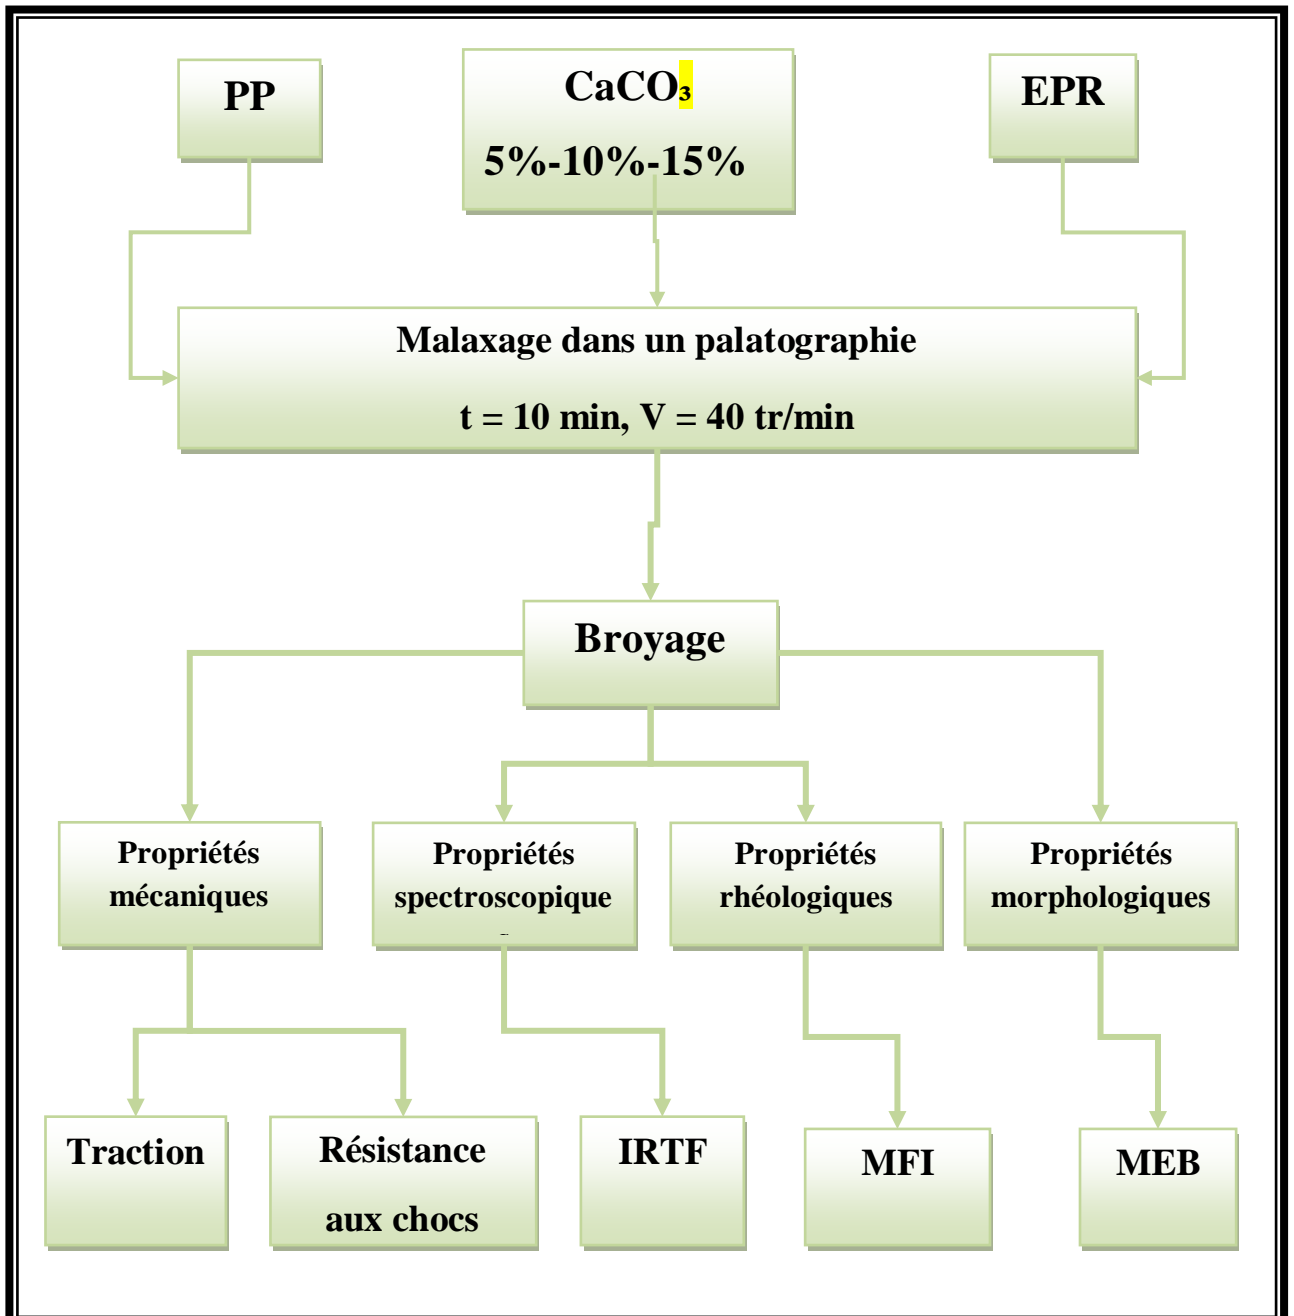 PP
CaCO₃
5%-10%-15%
EPR
Malaxage dans un palatographie
t = 10 min, V = 40 tr/min
Broyage
Propriétés
mécaniques
Propriétés
spectroscopique
Propriétés
rhéologiques
Propriétés
morphologiques
Traction
Résistance
aux chocs
IRTF
MFI
MEB